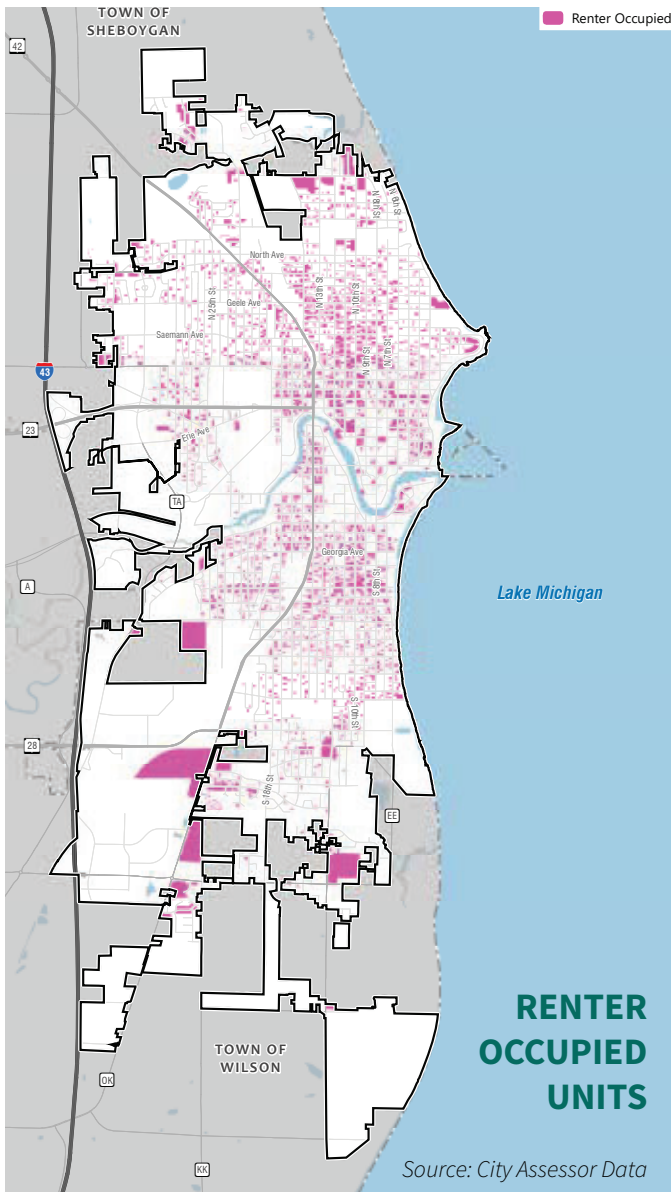 TOWN OF
SHEBOYGAN
Renter Occupied
42
N 8th St
N 6th St
North Ave
N 25th St
Geele Ave
N 13th St
N 10th St
Saemann Ave
N 9th St
N 7th St
43
23
Erie Ave
TA
Georgia Ave
S 8th St
A
Lake Michigan
S 10th St
28
S 18th St
EE
RENTER
OCCUPIED
UNITS
TOWN OF
WILSON
OK
KK
Source: City Assessor Data